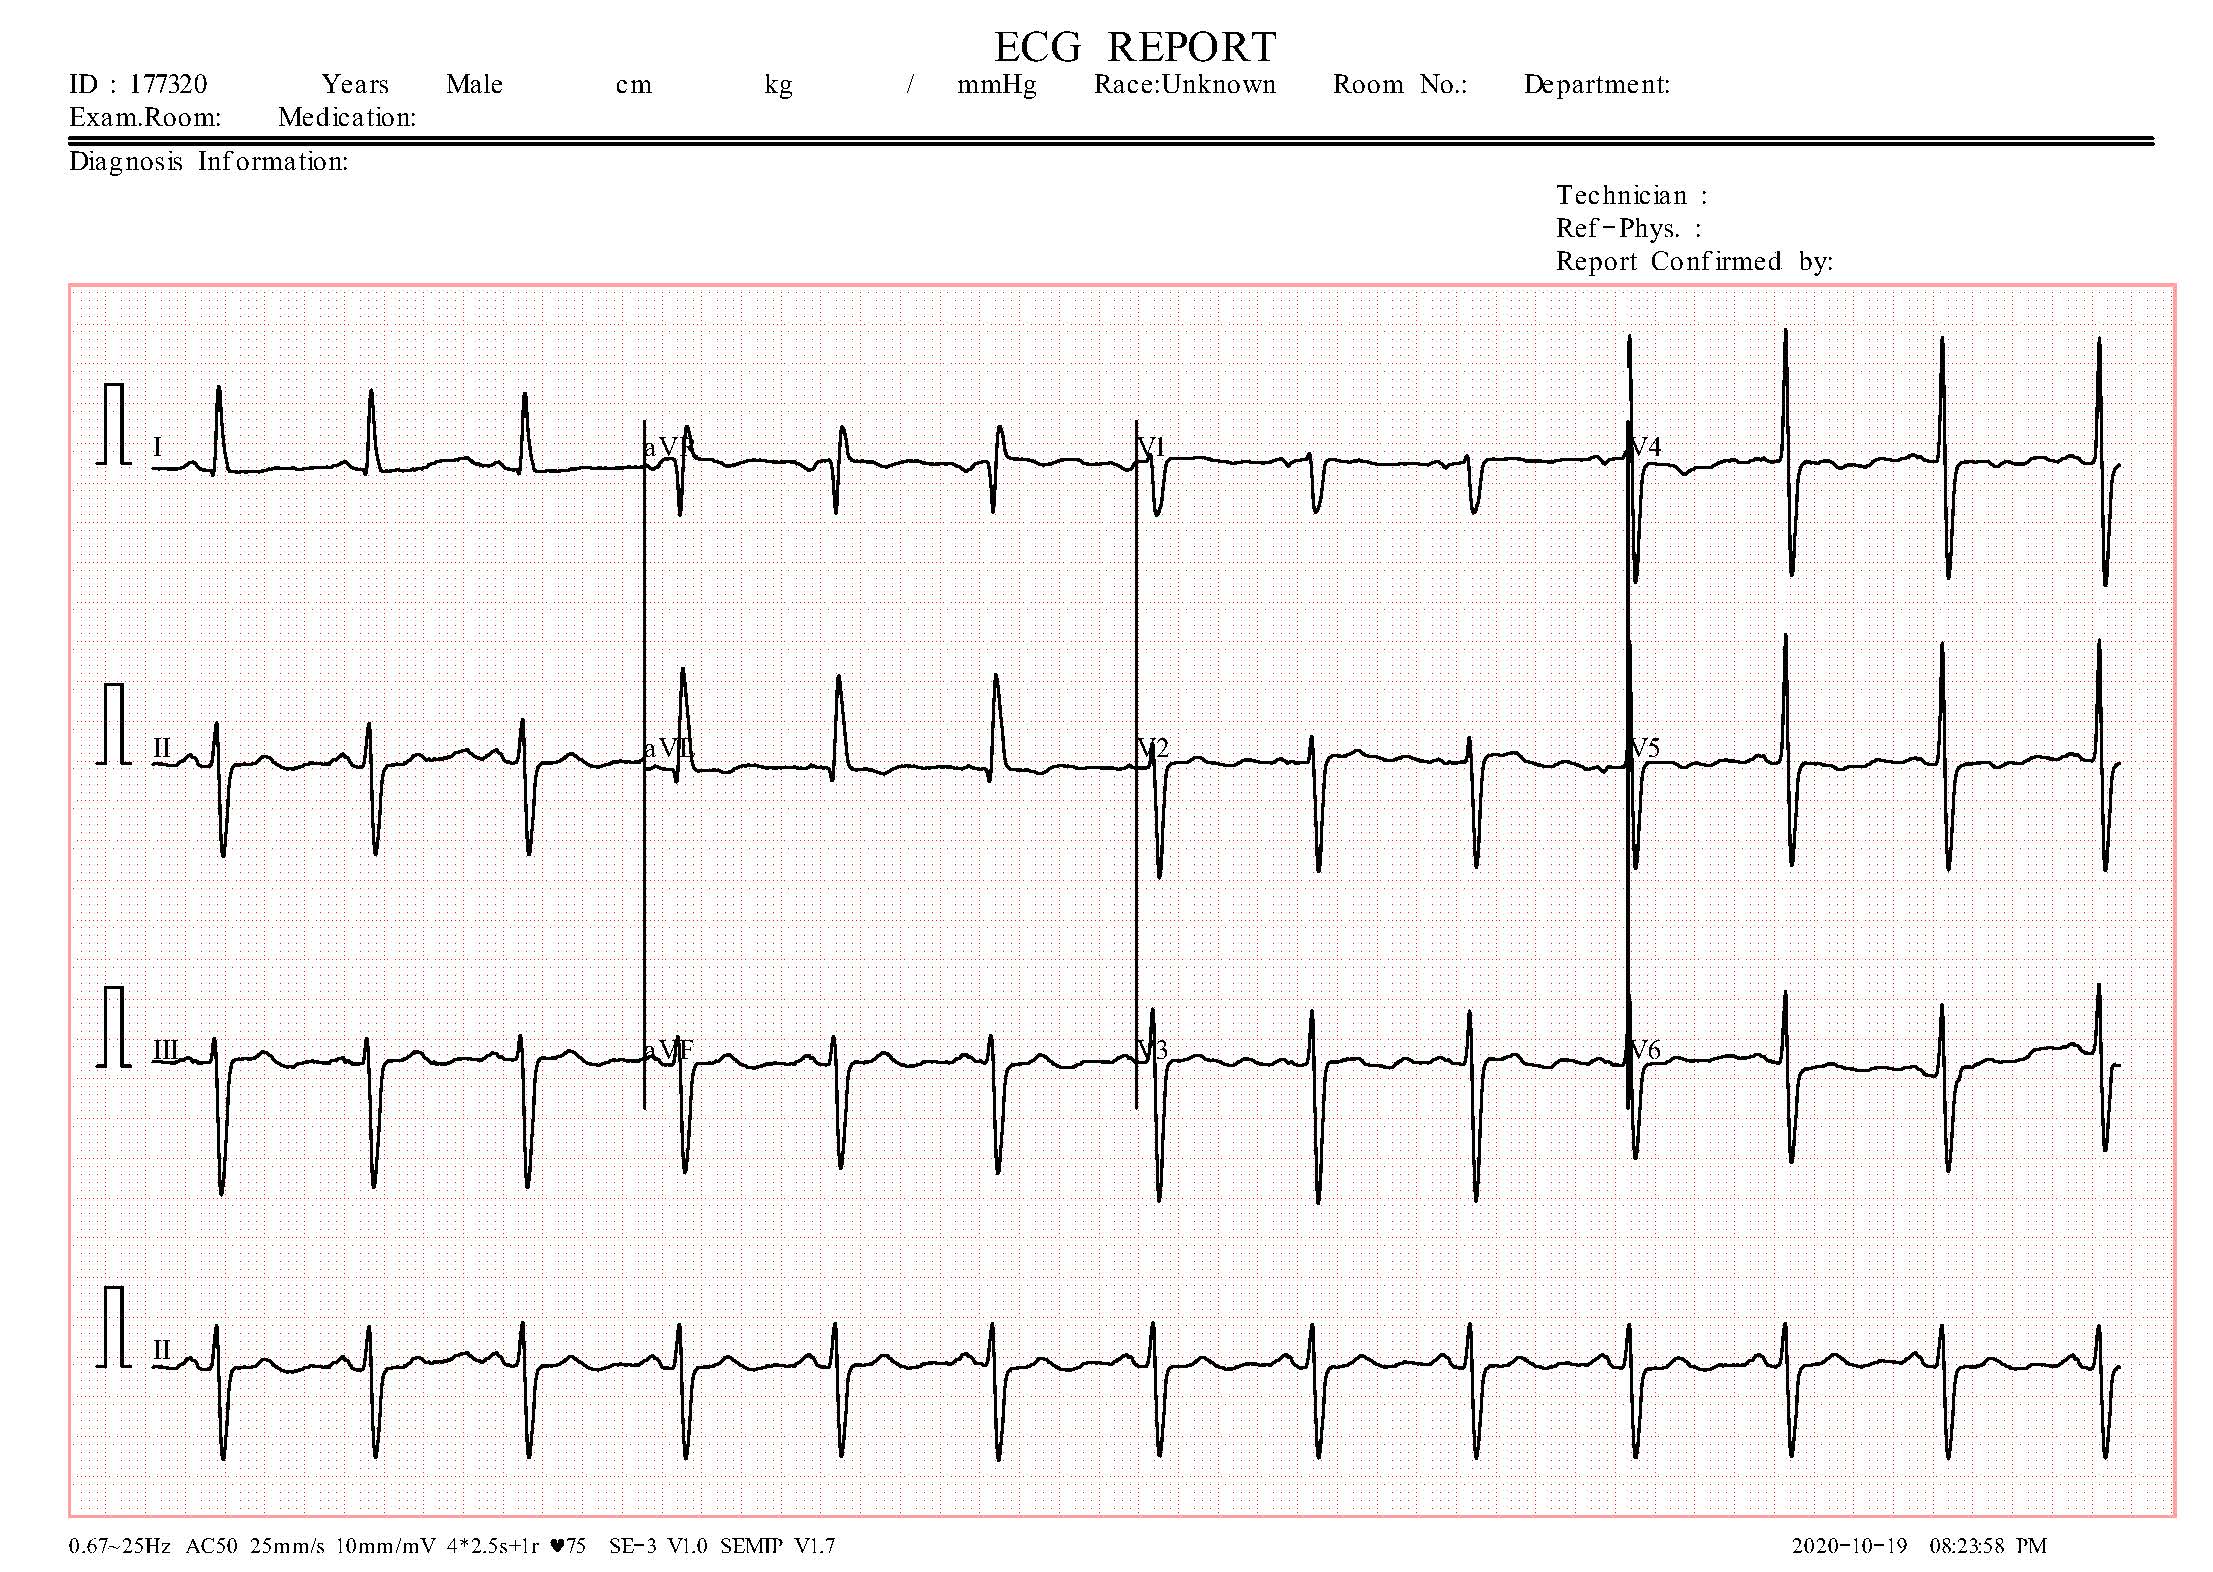 ECG REPORT
ID : 177320 Years Male cm kg / mmHg Race:Unknown Room No.: Department:
Exam.Room: Medication:
Diagnosis Information:
Technician :
Ref-Phys. :
Report Confirmed by:
I aVR V1 V4
II aVL V2 V5
III aVF V3 V6
II
0.67~25Hz AC50 25mm/s 10mm/mV 4*2.5s+1r ♥75 SE-3 V1.0 SEMIP V1.7
2020-10-19 08:23:58 PM